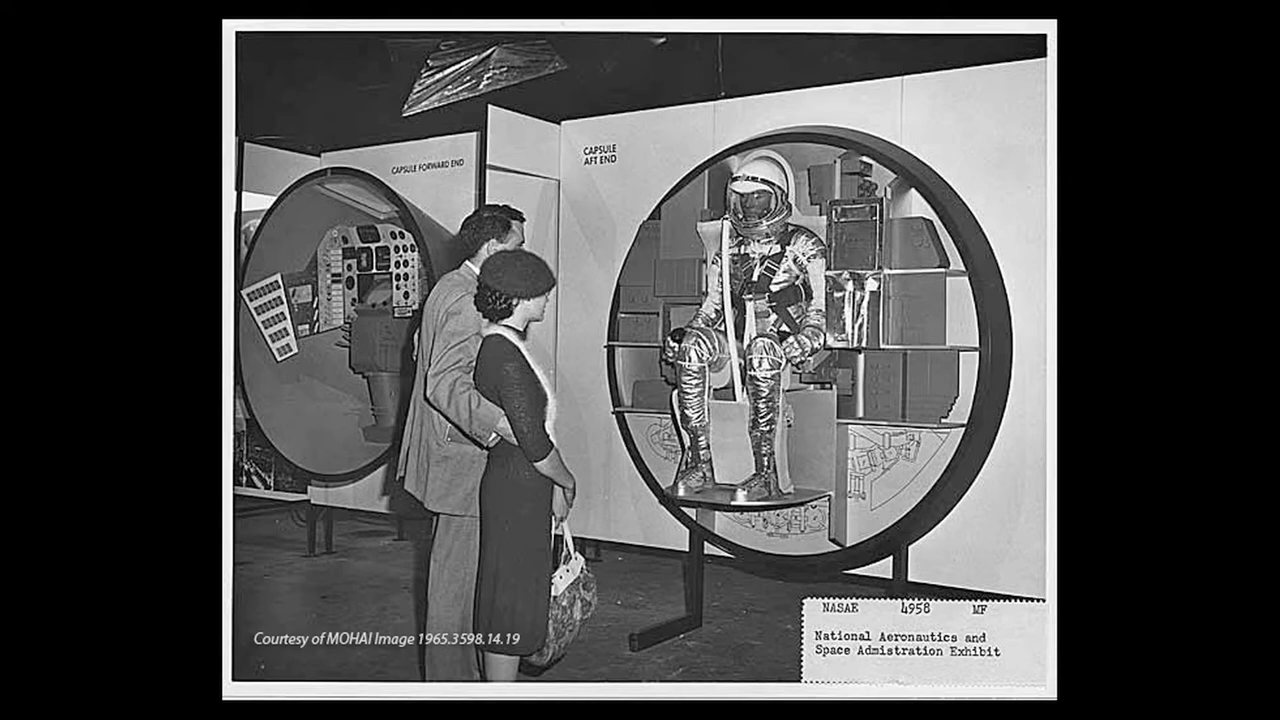 CAPSULE FORWARD END
CAPSULE
AFT END
NASAE 4958 MF
National Aeronautics and
Space Admistration Exhibit
Courtesy of MOHAI Image 1965.3598.14.19